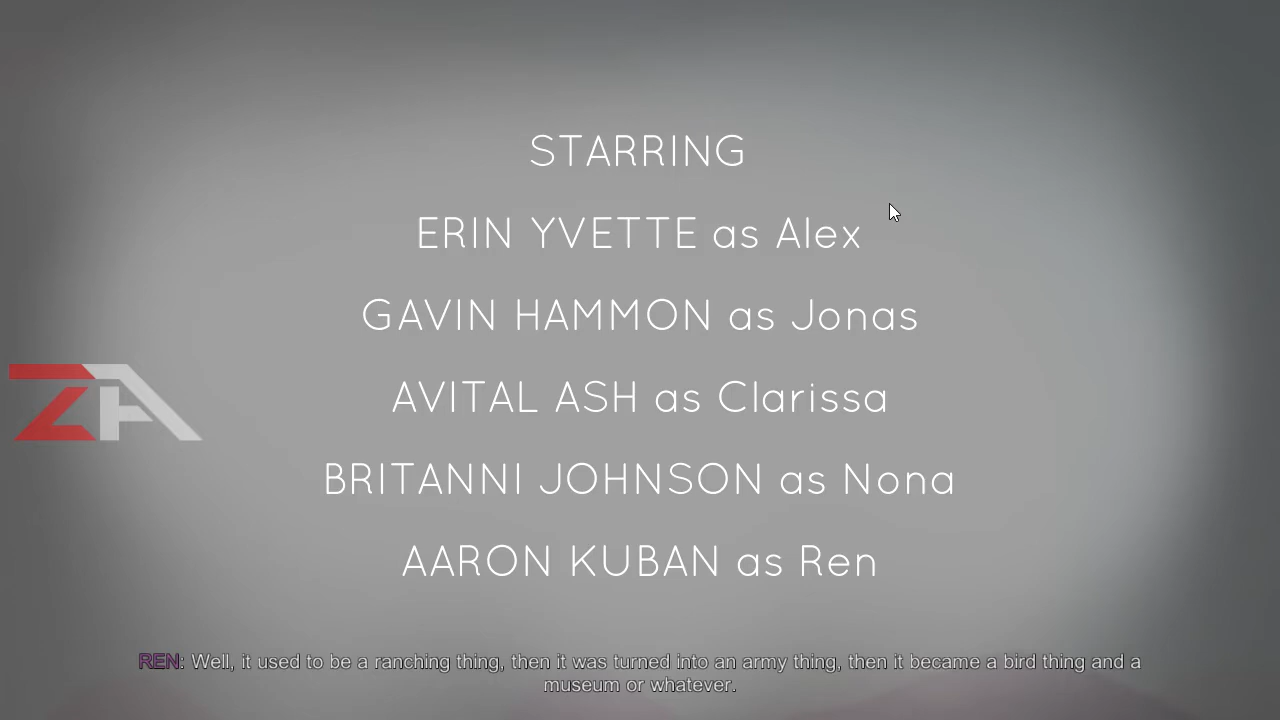 STARRING
ERIN YVETTE as Alex
GAVIN HAMMON as Jonas
ZA
AVITAL ASH as Clarissa
BRITANNI JOHNSON as Nona
AARON KUBAN as Ren
REN: Well, it used to be a ranching thing, then it was turned into an army thing, then it became a bird thing and a
museum or whatever.